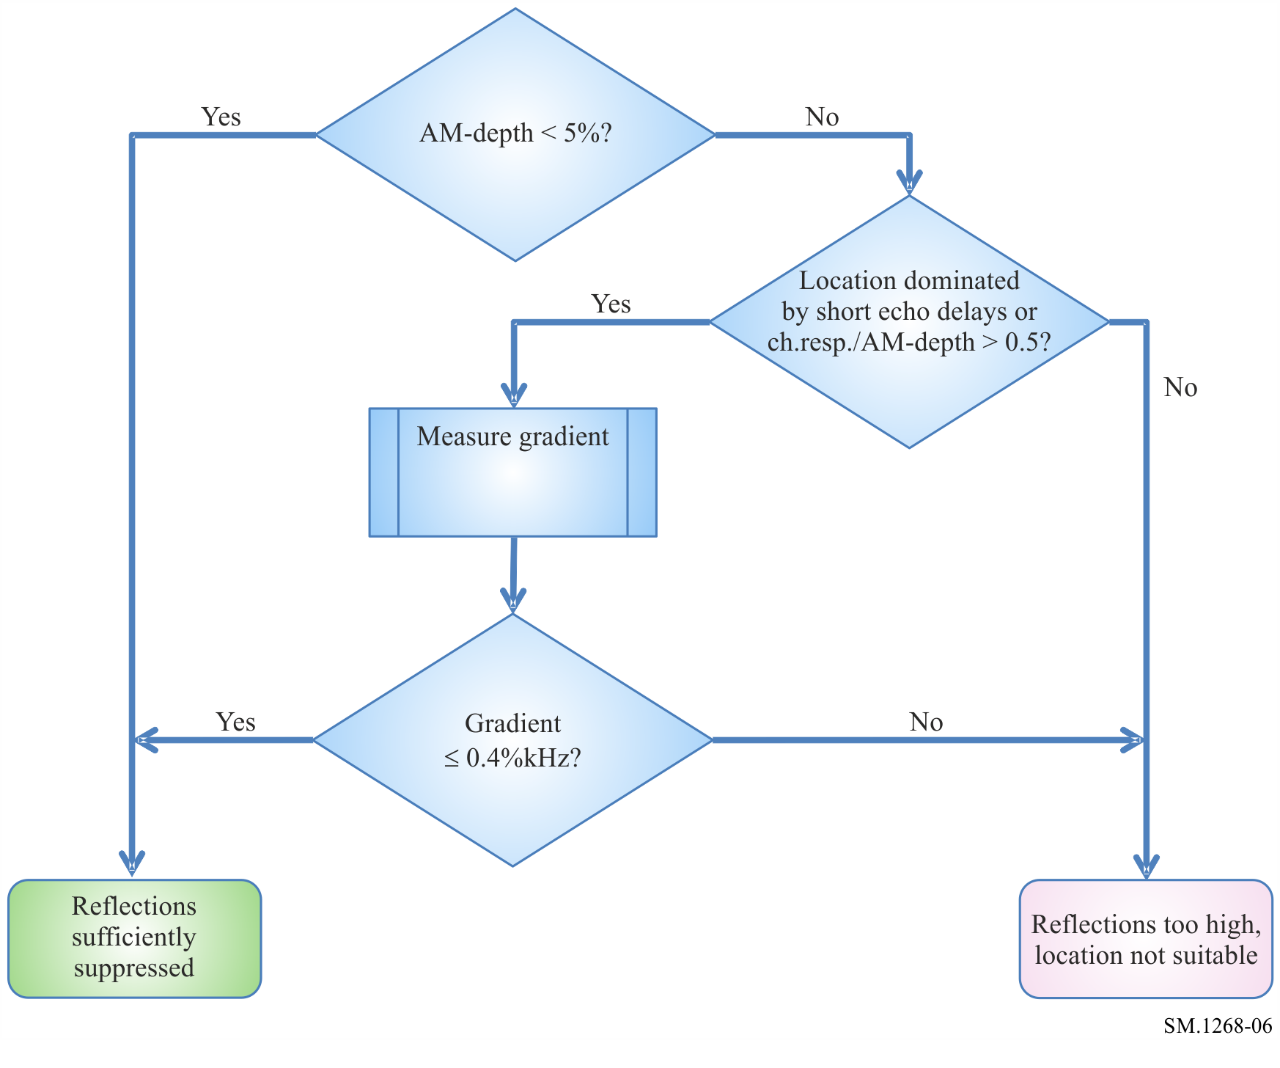 AM-depth < 5%?
Yes
No
Location dominated
by short echo delays or
ch.resp./AM-depth > 0.5?
Yes
No
Measure gradient
Gradient
≤ 0.4%kHz?
Yes
No
Reflections
sufficiently
suppressed
Reflections too high,
location not suitable
SM.1268-06